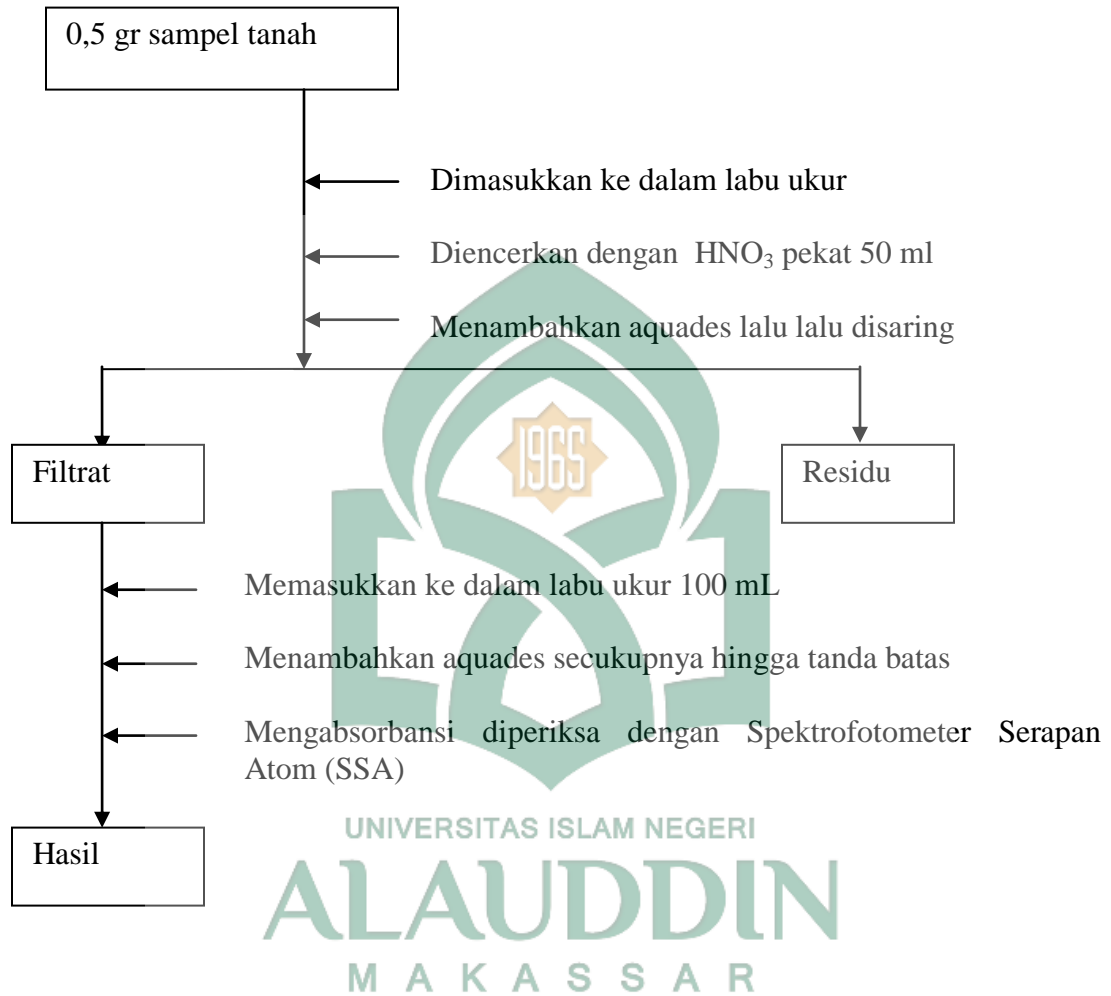 0,5 gr sampel tanah
Dimasukkan ke dalam labu ukur
Diencerkan dengan HNO₃ pekat 50 ml
Menambahkan aquades lalu lalu disaring
1965
Filtrat
Residu
Memasukkan ke dalam labu ukur 100 mL
Menambahkan aquades secukupnya hingga tanda batas
Mengabsorbansi diperiksa dengan Spektrofotometer Serapan
Atom (SSA)
Hasil
UNIVERSITAS ISLAM NEGERI
ALAUDDIN
MAKASSAR